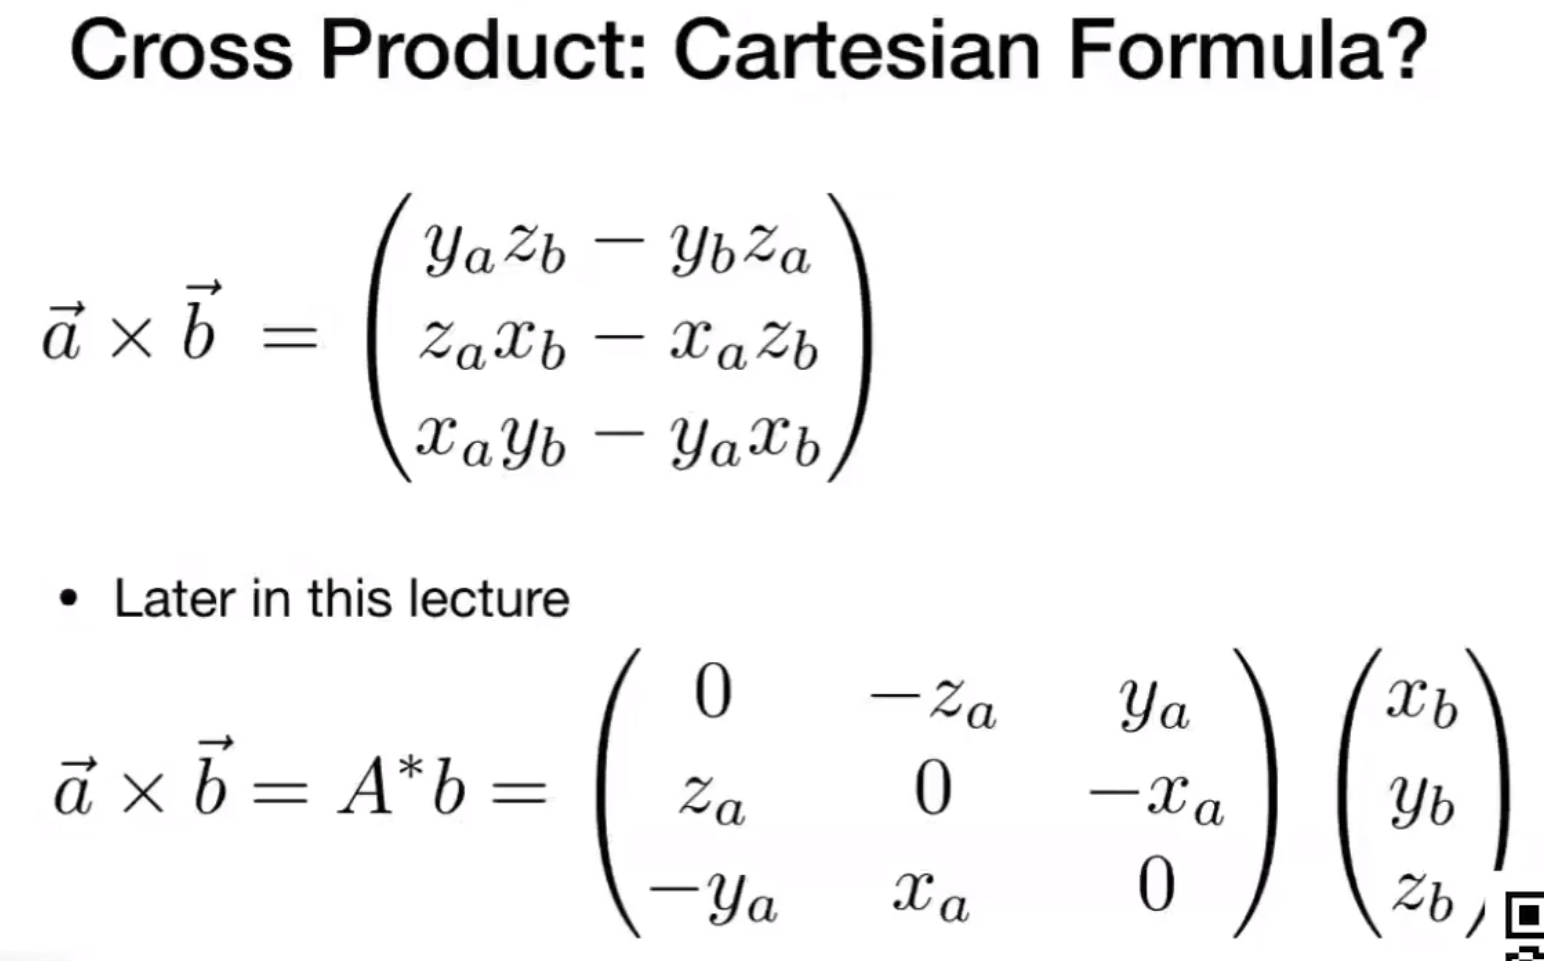 Cross Product: Cartesian Formula?
$\vec{a} \times \vec{b} = \begin{pmatrix} y_a z_b - y_b z_a \\ z_a x_b - x_a z_b \\ x_a y_b - y_a x_b \end{pmatrix}$
• Later in this lecture
$\vec{a} \times \vec{b} = A^* b = \begin{pmatrix} 0 & -z_a & y_a \\ z_a & 0 & -x_a \\ -y_a & x_a & 0 \end{pmatrix} \begin{pmatrix} x_b \\ y_b \\ z_b \end{pmatrix}$